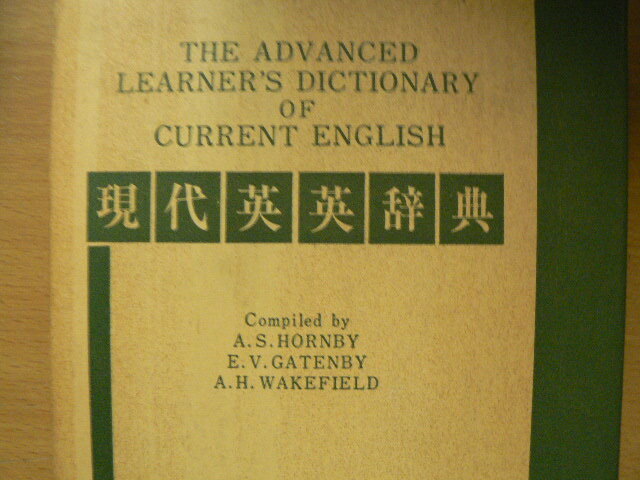 THE ADVANCED
LEARNER'S DICTIONARY
OF
CURRENT ENGLISH
現代英英辞典
Compiled by
A.S.HORNBY
E.V.GATENBY
A.H.WAKEFIELD